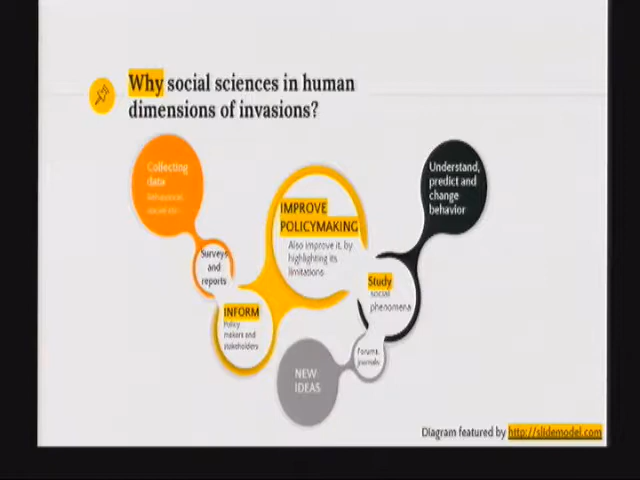 Why social sciences in human
dimensions of invasions?
Collecting
data
Understand,
predict and
change
behavior
IMPROVE
POLICYMAKING
Also improve it, by
highlighting its
limitations
Surveys
and
reports
Study
social
phenomena
INFORM
Policy
makers and
stakeholders
Forums,
journals
NEW
IDEAS
Diagram featured by http://slidemodel.com